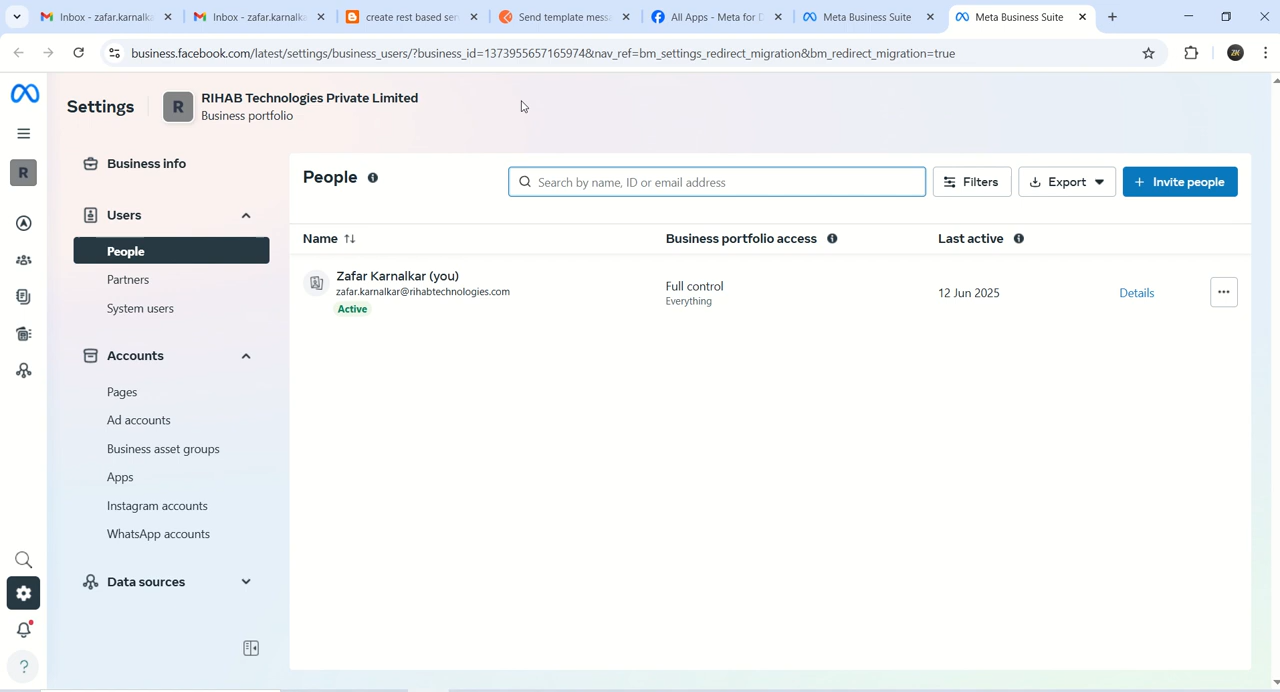 Inbox - zafar.karnalka
Inbox - zafar.karnalka
create rest based ser
Send template mess
All Apps - Meta for D
Meta Business Suite
Meta Business Suite
business.facebook.com/latest/settings/business_users/?business_id=1373955657165974&nav_ref=bm_settings_redirect_migration&bm_redirect_migration=true
ZK
Settings
R
RIHAB Technologies Private Limited
Business portfolio
R
Business info
Users
People
Partners
System users
Accounts
Pages
Ad accounts
Business asset groups
Apps
Instagram accounts
WhatsApp accounts
Data sources
?
People
Search by name, ID or email address
Filters
Export
+ Invite people
Name
Business portfolio access
Last active
Zafar Karnalkar (you)
zafar.karnalkar@rihabtechnologies.com
Active
Full control
Everything
12 Jun 2025
Details